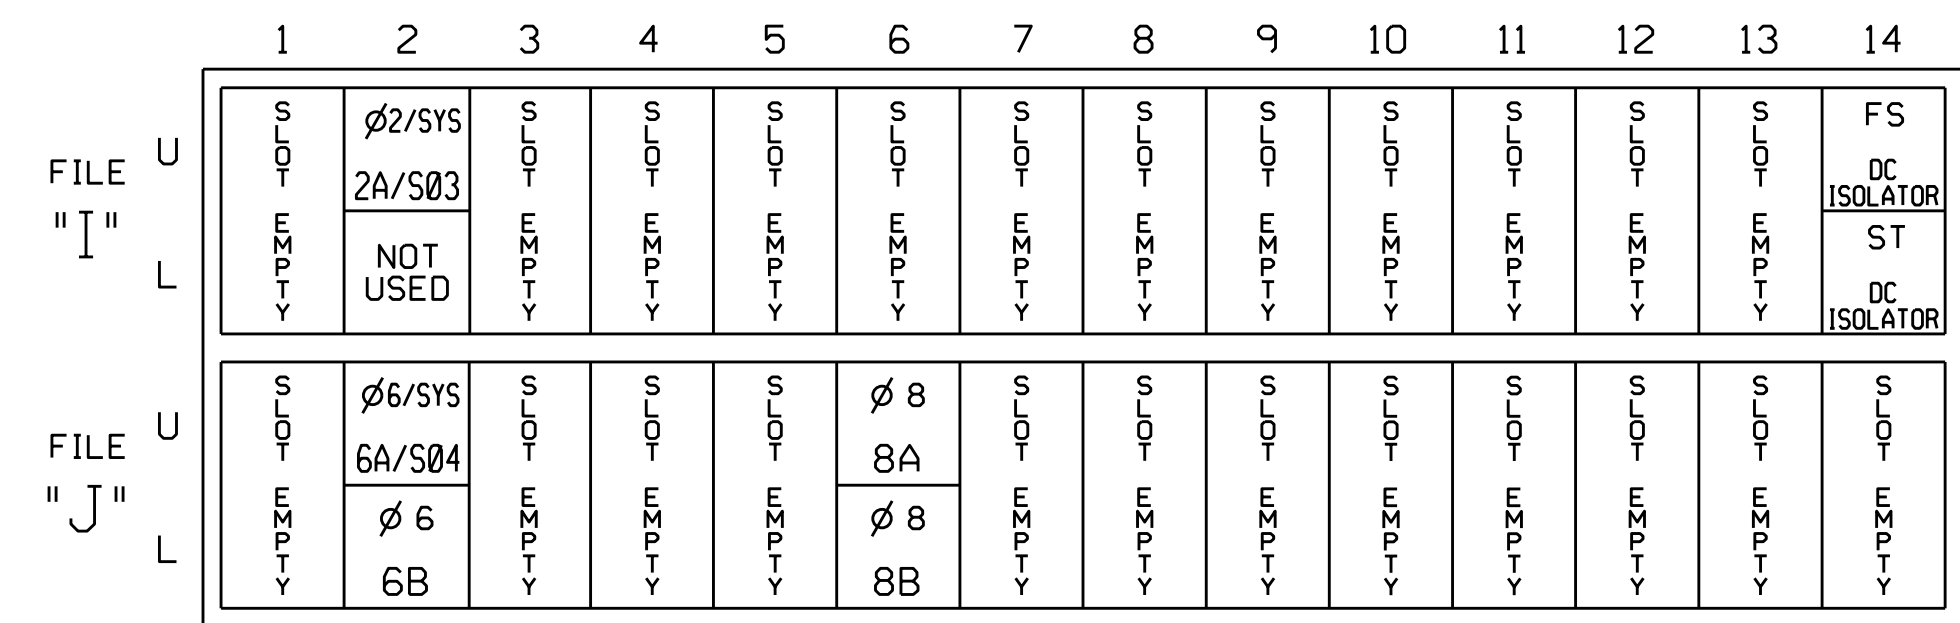 1 2 3 4 5 6 7 8 9 10 11 12 13 14
FILE "I"
U
L
SLOT EMPTY
Ø2/SYS
2A/SØ3
NOT
USED
SLOT EMPTY
SLOT EMPTY
SLOT EMPTY
SLOT EMPTY
SLOT EMPTY
SLOT EMPTY
SLOT EMPTY
SLOT EMPTY
SLOT EMPTY
SLOT EMPTY
SLOT EMPTY
FS
DC
ISOLATOR
ST
DC
ISOLATOR
FILE "J"
U
L
SLOT EMPTY
Ø6/SYS
6A/SØ4
Ø 6
6B
SLOT EMPTY
SLOT EMPTY
SLOT EMPTY
Ø 8
8A
Ø 8
8B
SLOT EMPTY
SLOT EMPTY
SLOT EMPTY
SLOT EMPTY
SLOT EMPTY
SLOT EMPTY
SLOT EMPTY
SLOT EMPTY